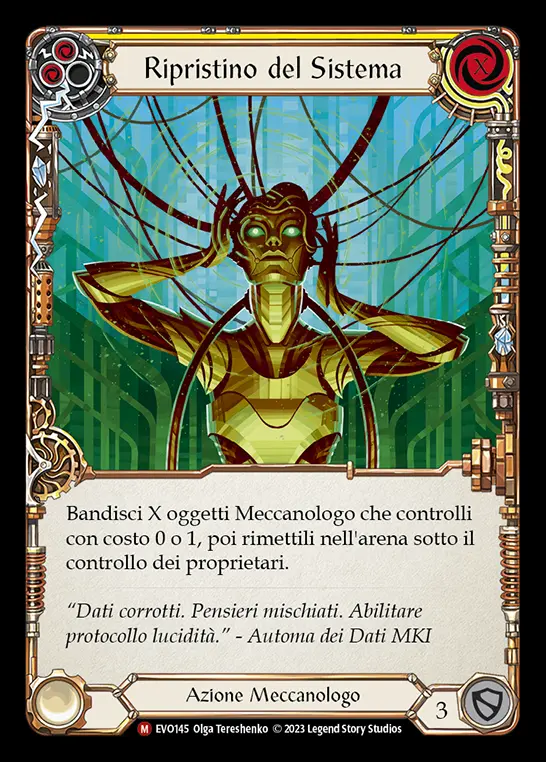 Ripristino del Sistema
X
Bandisci X oggetti Meccanologo che controlli
con costo 0 o 1, poi rimettili nell'arena sotto il
controllo dei proprietari.
“Dati corrotti. Pensieri mischiati. Abilitare
protocollo lucidità.” - Automa dei Dati MKI
Azione Meccanologo
3
M EVO145 Olga Tereshenko © 2023 Legend Story Studios